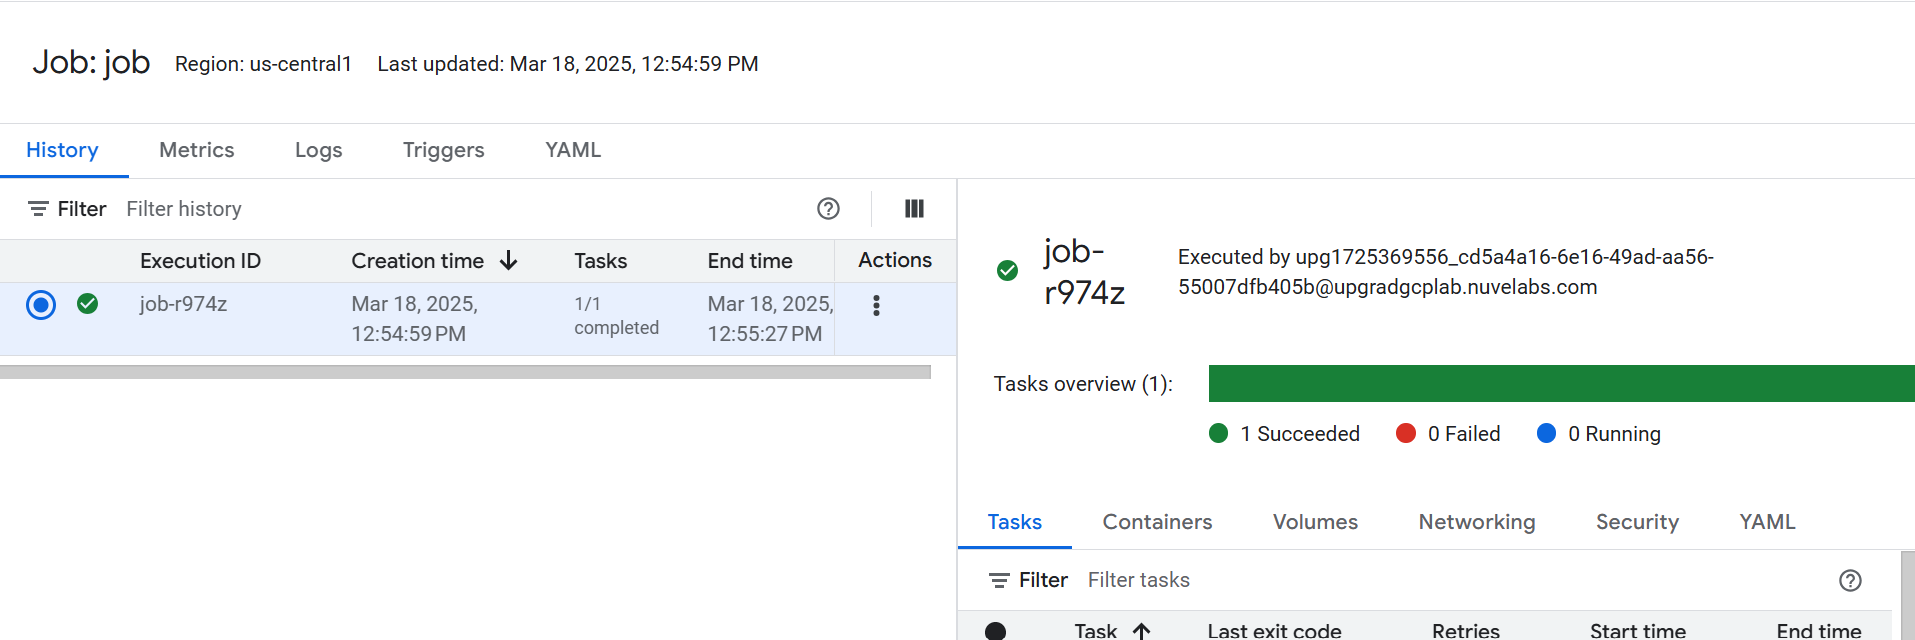 Job: job Region: us-central1 Last updated: Mar 18, 2025, 12:54:59 PM
History Metrics Logs Triggers YAML
Filter Filter history
Execution ID Creation time Tasks End time Actions
job-r974z Mar 18, 2025, 1/1 Mar 18, 2025,
12:54:59 PM completed 12:55:27 PM
job-
r974z
Executed by upg1725369556_cd5a4a16-6e16-49ad-aa56-
55007dfb405b@upgradgcplab.nuvelabs.com
Tasks overview (1):
1 Succeeded 0 Failed 0 Running
Tasks Containers Volumes Networking Security YAML
Filter Filter tasks
Task Last exit code Retries Start time End time